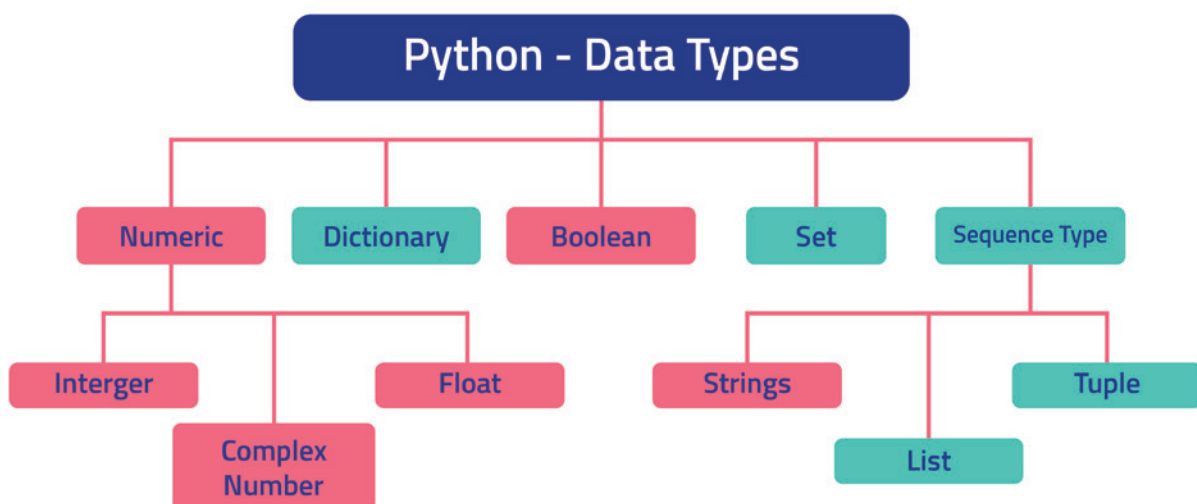 Python - Data Types
Numeric
Dictionary
Boolean
Set
Sequence Type
Interger
Complex
Number
Float
Strings
List
Tuple